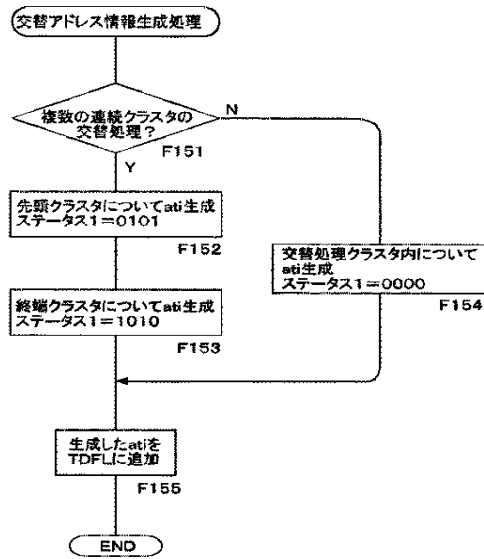 交替アドレス情報生成処理
複数の連続クラスタの
交替処理？
N
F151
Y
先頭クラスタについてati生成
ステータス1=0101
F152
交替処理クラスタ内について
ati生成
ステータス1=0000
F154
終端クラスタについてati生成
ステータス1=1010
F153
生成したatiを
TDFLに追加
F155
END